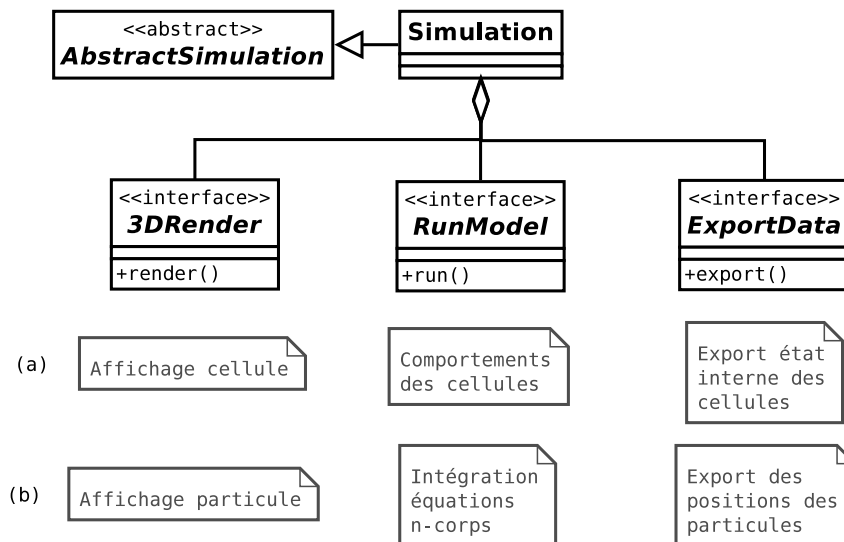 <<abstract>>
AbstractSimulation
Simulation
<<interface>>
3DRender
+render()
<<interface>>
RunModel
+run()
<<interface>>
ExportData
+export()
(a)
Affichage cellule
Comportements
des cellules
Export état
interne des
cellules
(b)
Affichage particule
Intégration
équations
n-corps
Export des
positions des
particules